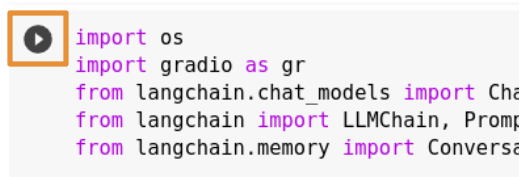 import os
import gradio as gr
from langchain.chat_models import Cha
from langchain import LLMChain, Promp
from langchain.memory import Conversa